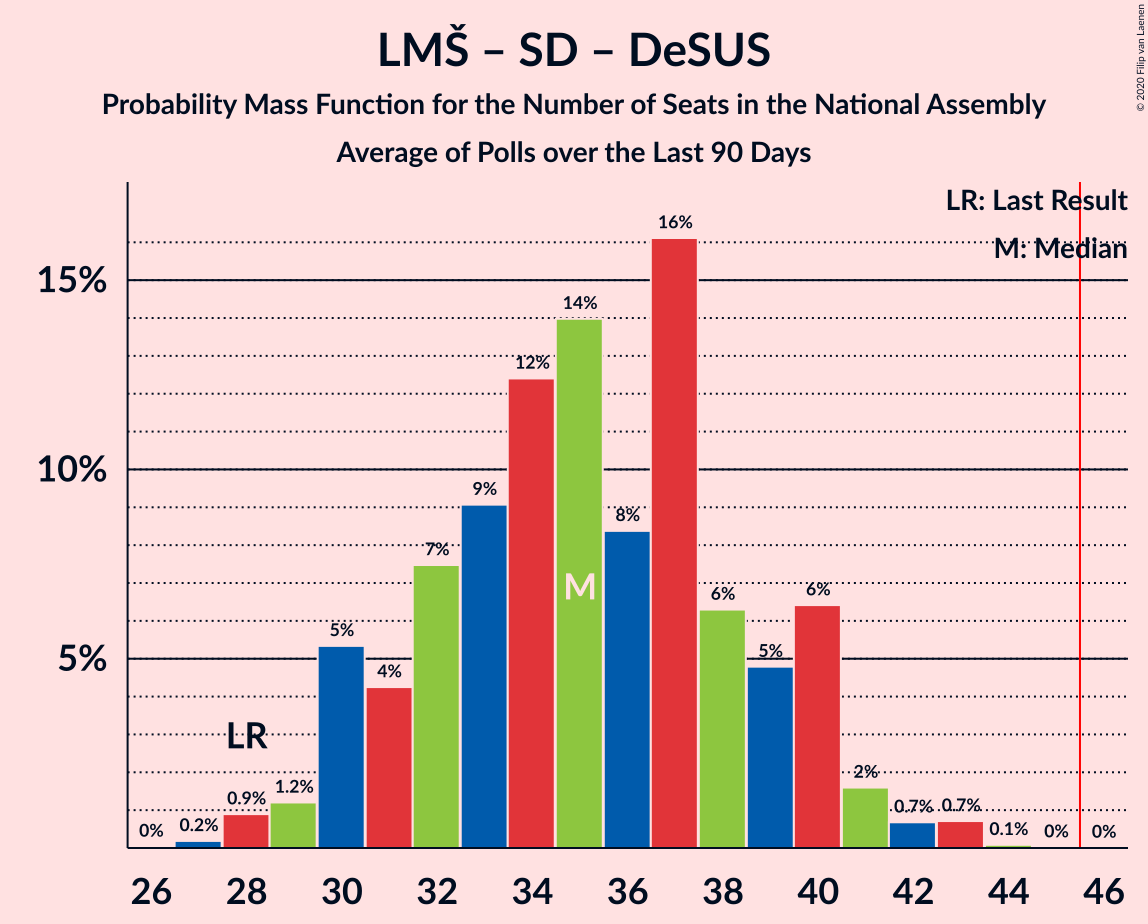 LMŠ – SD – DeSUS
Probability Mass Function for the Number of Seats in the National Assembly
Average of Polls over the Last 90 Days
© 2020 Filip van Laenen
LR: Last Result
M: Median
15%
10%
5%
0%
0.2%
0.9%
1.2%
5%
4%
7%
9%
12%
14%
8%
16%
6%
5%
6%
2%
0.7%
0.7%
0.1%
0%
0%
LR
M
26 28 30 32 34 36 38 40 42 44 46